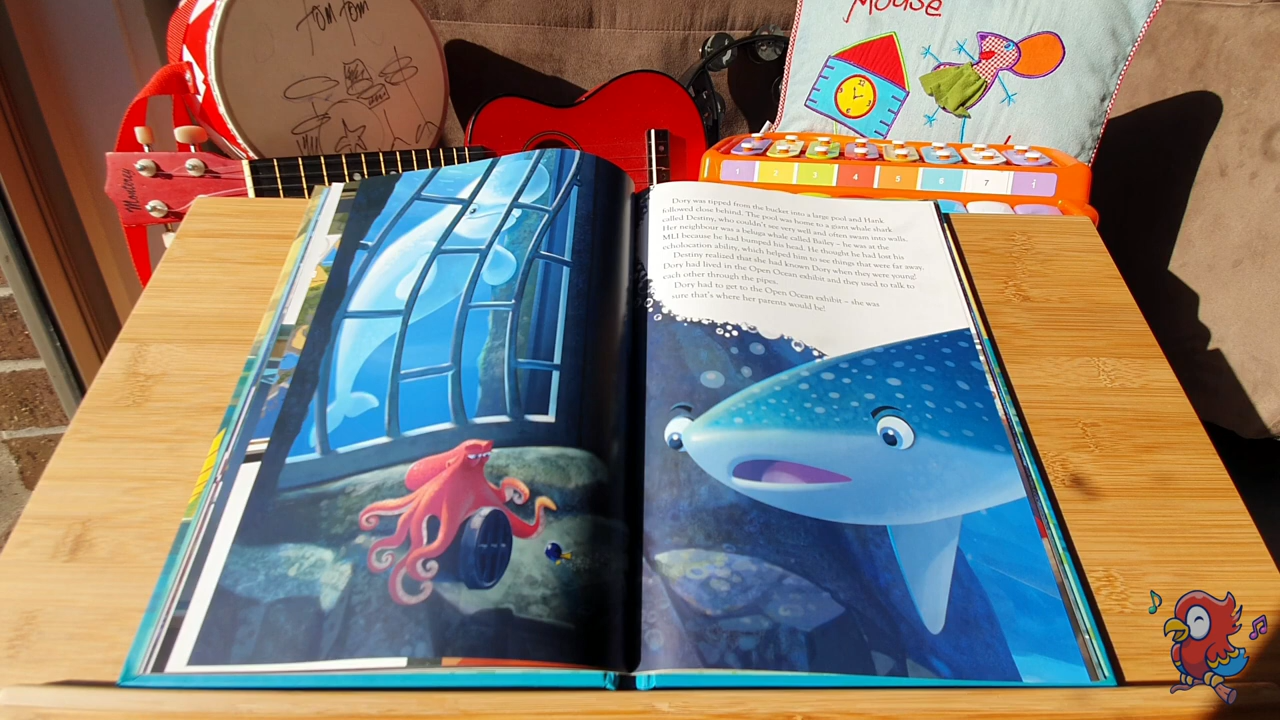 TOM TOM
Mouse
Monterey
1 2 3 4 5 6 7 i
Dory was tipped from the bucket into a large pool and Hank
followed close behind. The pool was home to a giant whale shark
called Destiny, who couldn't see very well and often swam into walls.
Her neighbour was a beluga whale called Bailey – he was at the
MLI because he had bumped his head. He thought he had lost his
echolocation ability, which helped him to see things that were far away.
Destiny realized that she had known Dory when they were young!
Dory had lived in the Open Ocean exhibit and they used to talk to
each other through the pipes.
Dory had to get to the Open Ocean exhibit – she was
sure that's where her parents would be!